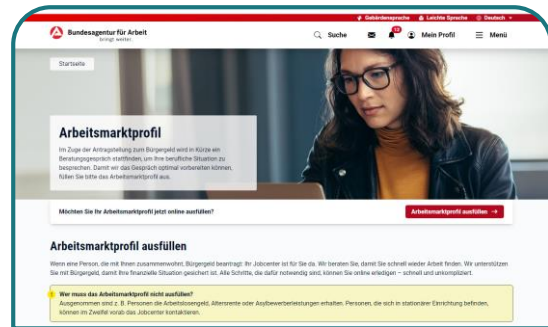 Gebärdensprache Leichte Sprache Deutsch
Bundesagentur für Arbeit
bringt weiter.
Suche
Mein Profil
Menü
Startseite
Arbeitsmarktprofil
Im Zuge der Antragstellung zum Bürgergeld wird in Kürze ein
Beratungsgespräch stattfinden, um Ihre berufliche Situation zu
besprechen. Damit wir das Gespräch optimal vorbereiten können,
füllen Sie bitte das Arbeitsmarktprofil aus.
Möchten Sie Ihr Arbeitsmarktprofil jetzt online ausfüllen?
Arbeitsmarktprofil ausfüllen →
Arbeitsmarktprofil ausfüllen
Wenn eine Person, die mit Ihnen zusammenwohnt, Bürgergeld beantragt: Ihr Jobcenter ist für Sie da. Wir beraten Sie, damit Sie schnell wieder Arbeit finden. Wir unterstützen
Sie mit Bürgergeld, damit Ihre finanzielle Situation gesichert ist. Alle Schritte, die dafür notwendig sind, können Sie online erledigen – schnell und unkompliziert.
Wer muss das Arbeitsmarktprofil nicht ausfüllen?
Ausgenommen sind z. B. Personen die Arbeitslosengeld, Altersrente oder Asylbewerberleistungen erhalten. Personen, die sich in stationärer Einrichtung befinden,
können im Zweifel vorab das Jobcenter kontaktieren.